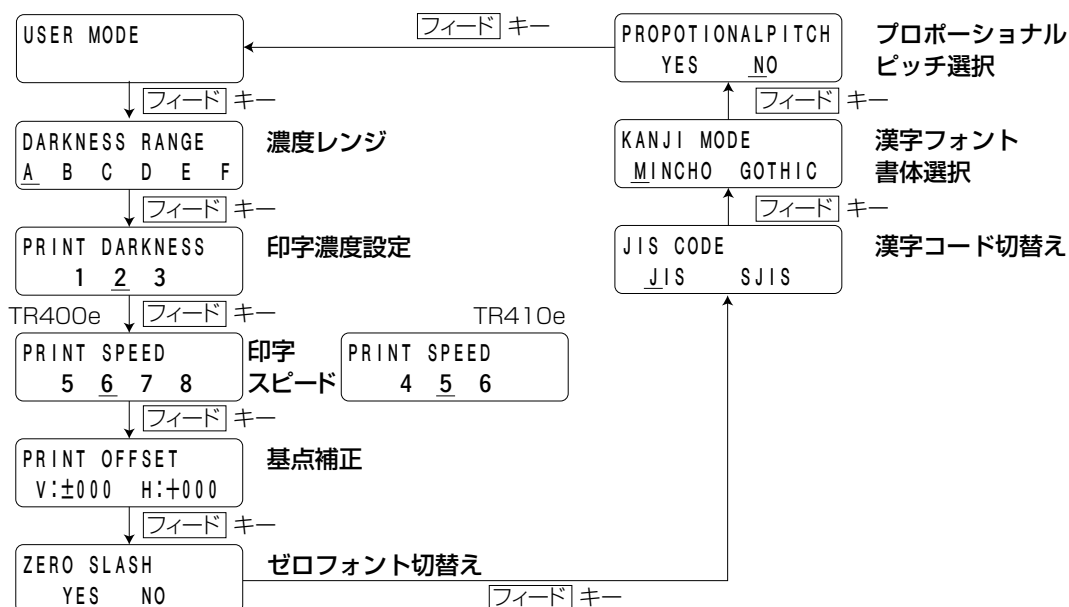 USER MODE
フィード キー
DARKNESS RANGE
A B C D E F
濃度レンジ
フィード キー
PRINT DARKNESS
1 2 3
印字濃度設定
TR400e
フィード キー
TR410e
PRINT SPEED
5 6 7 8
印字
スピード
PRINT SPEED
4 5 6
フィード キー
PRINT OFFSET
V:±000 H:+000
基点補正
フィード キー
ZERO SLASH
YES NO
ゼロフォント切替え
フィード キー
JIS CODE
JIS SJIS
漢字コード切替え
フィード キー
KANJI MODE
MINCHO GOTHIC
漢字フォント
書体選択
フィード キー
PROPOTIONALPITCH
YES NO
プロポーショナル
ピッチ選択
フィード キー